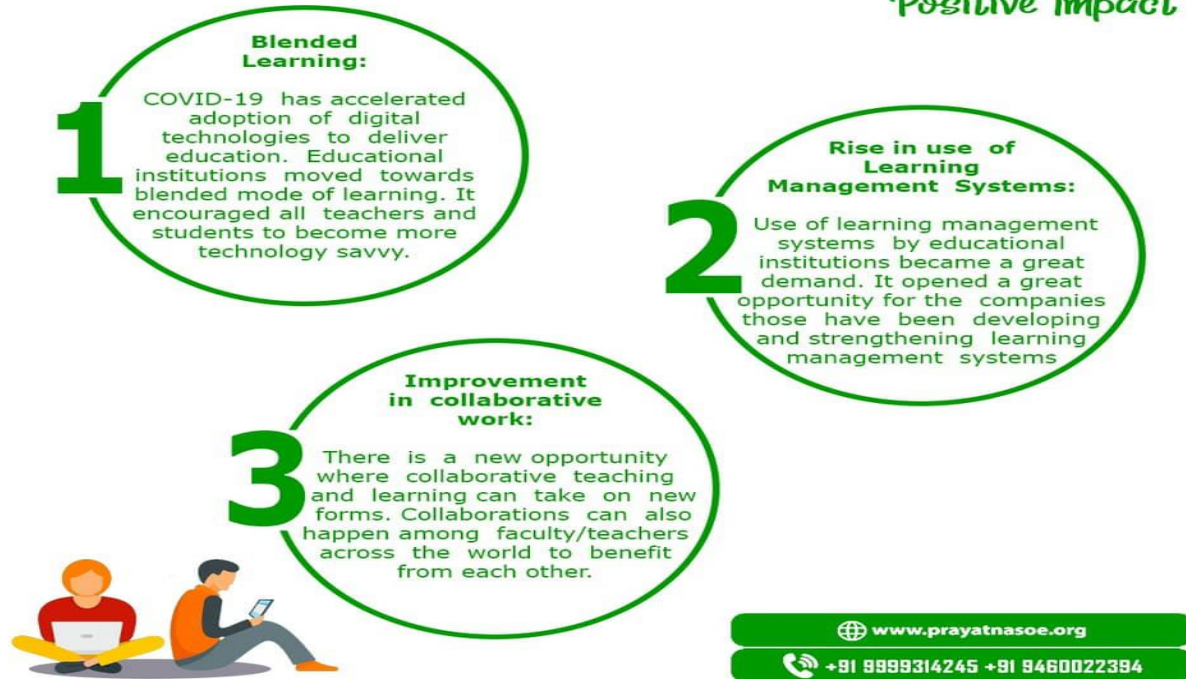 Positive Impact
1
Blended
Learning:
COVID-19 has accelerated
adoption of digital
technologies to deliver
education. Educational
institutions moved towards
blended mode of learning. It
encouraged all teachers and
students to become more
technology savvy.
2
Rise in use of
Learning
Management Systems:
Use of learning management
systems by educational
institutions became a great
demand. It opened a great
opportunity for the companies
those have been developing
and strengthening learning
management systems
3
Improvement
in collaborative
work:
There is a new opportunity
where collaborative teaching
and learning can take on new
forms. Collaborations can also
happen among faculty/teachers
across the world to benefit
from each other.
www.prayatnasoe.org
+91 9999314245 +91 9460022394